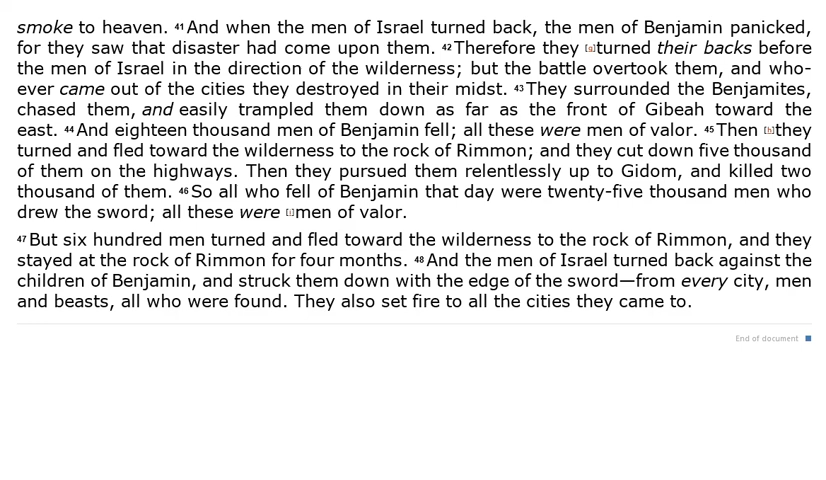 smoke to heaven. 41 And when the men of Israel turned back, the men of Benjamin panicked,
for they saw that disaster had come upon them. 42 Therefore they [g]turned their backs before
the men of Israel in the direction of the wilderness; but the battle overtook them, and who-
ever came out of the cities they destroyed in their midst. 43 They surrounded the Benjamites,
chased them, and easily trampled them down as far as the front of Gibeah toward the
east. 44 And eighteen thousand men of Benjamin fell; all these were men of valor. 45 Then [h]they
turned and fled toward the wilderness to the rock of Rimmon; and they cut down five thousand
of them on the highways. Then they pursued them relentlessly up to Gidom, and killed two
thousand of them. 46 So all who fell of Benjamin that day were twenty-five thousand men who
drew the sword; all these were [i]men of valor.
47 But six hundred men turned and fled toward the wilderness to the rock of Rimmon, and they
stayed at the rock of Rimmon for four months. 48 And the men of Israel turned back against the
children of Benjamin, and struck them down with the edge of the sword—from every city, men
and beasts, all who were found. They also set fire to all the cities they came to.
End of document